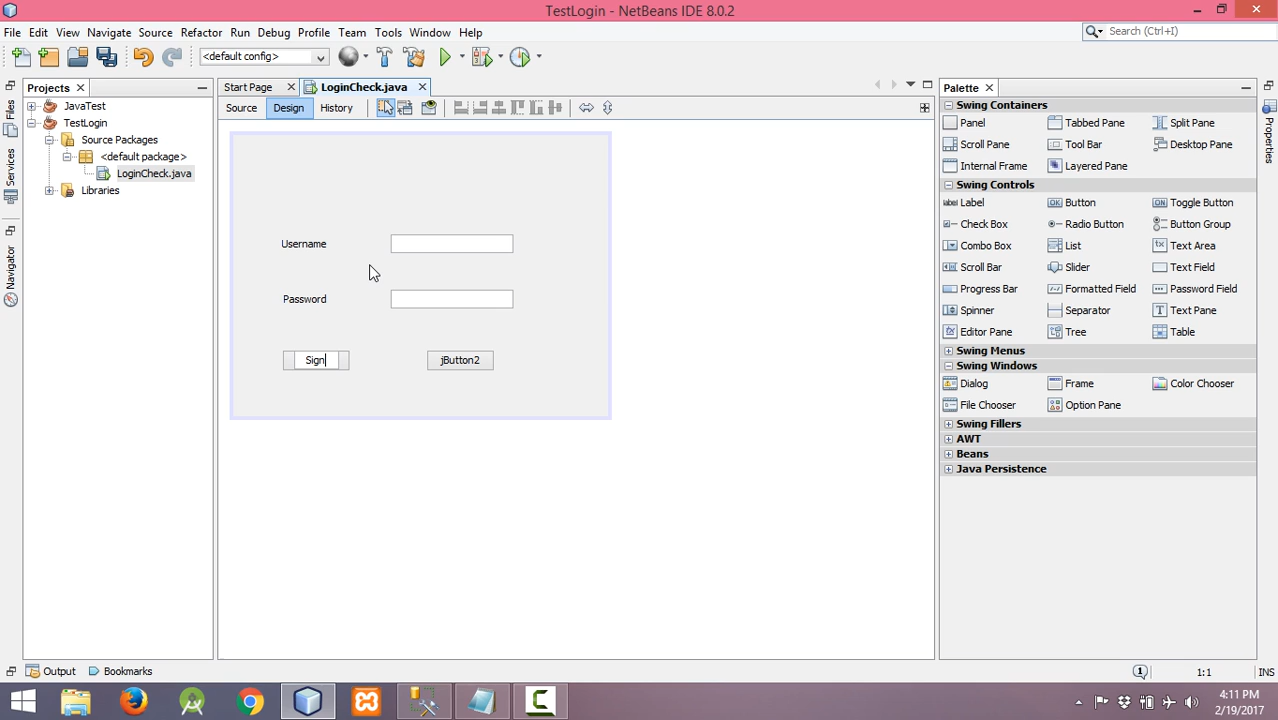 TestLogin - NetBeans IDE 8.0.2
File Edit View Navigate Source Refactor Run Debug Profile Team Tools Window Help
Search (Ctrl+I)
<default config>
Projects
Start Page
LoginCheck.java
Palette
Source Design History
Files
Services
Navigator
Properties
JavaTest
TestLogin
Source Packages
<default package>
LoginCheck.java
Libraries
Username
Password
Sign
jButton2
Swing Containers
Panel Tabbed Pane Split Pane
Scroll Pane Tool Bar Desktop Pane
Internal Frame Layered Pane
Swing Controls
label Label OK Button ON Toggle Button
Check Box Radio Button Button Group
Combo Box List Text Area
Scroll Bar Slider Text Field
Progress Bar Formatted Field Password Field
Spinner Separator T Text Pane
Editor Pane Tree Table
Swing Menus
Swing Windows
Dialog Frame Color Chooser
File Chooser Option Pane
Swing Fillers
AWT
Beans
Java Persistence
Output Bookmarks
1
1:1
INS
4:11 PM
2/19/2017